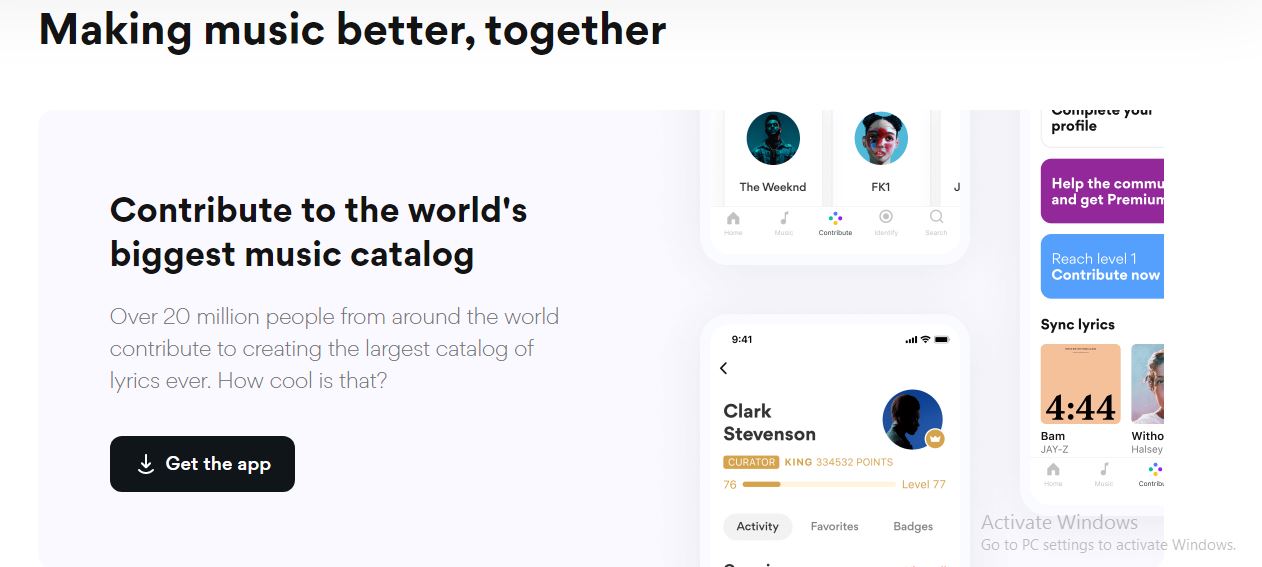 Making music better, together
Contribute to the world's
biggest music catalog
Over 20 million people from around the world
contribute to creating the largest catalog of
lyrics ever. How cool is that?
Get the app
The Weeknd
FK1
J
Home
Music
Contribute
Identify
Search
9:41
Clark
Stevenson
CURATOR KING 334532 POINTS
76
Level 77
Activity
Favorites
Badges
Complete your
profile
Help the commu
and get Premium
Reach level 1
Contribute now
Sync lyrics
4:44
Bam
JAY-Z
Witho
Halsey
Home
Music
Contribu
Activate Windows
Go to PC settings to activate Windows.